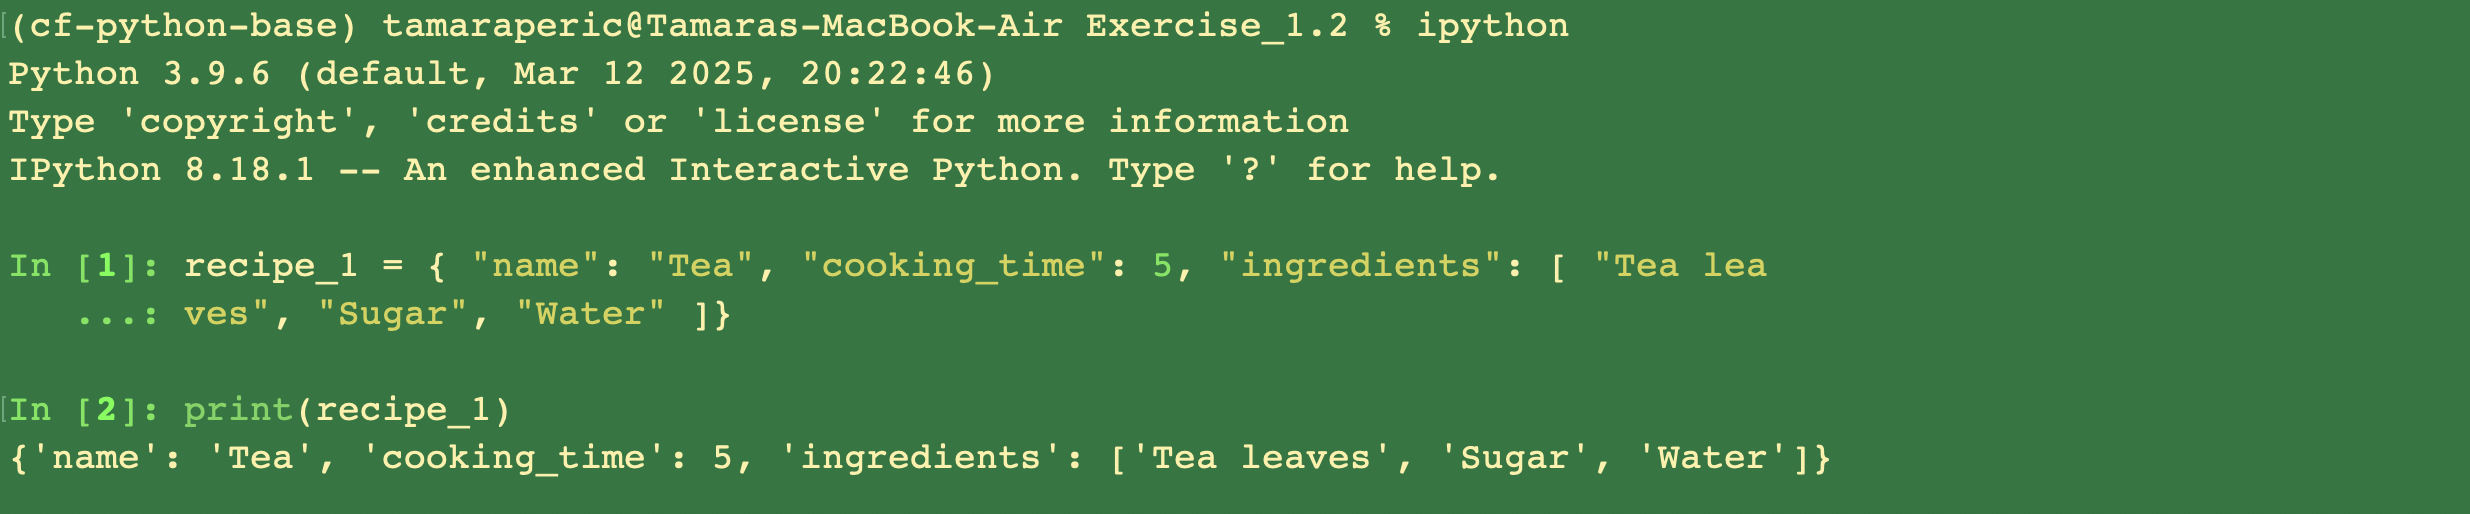 (cf-python-base) tamaraperic@Tamaras-MacBook-Air Exercise_1.2 % ipython
Python 3.9.6 (default, Mar 12 2025, 20:22:46)
Type 'copyright', 'credits' or 'license' for more information
IPython 8.18.1 -- An enhanced Interactive Python. Type '?' for help.
In [1]: recipe_1 = { "name": "Tea", "cooking_time": 5, "ingredients": [ "Tea lea
   ...: ves", "Sugar", "Water" ]}
In [2]: print(recipe_1)
{'name': 'Tea', 'cooking_time': 5, 'ingredients': ['Tea leaves', 'Sugar', 'Water']}